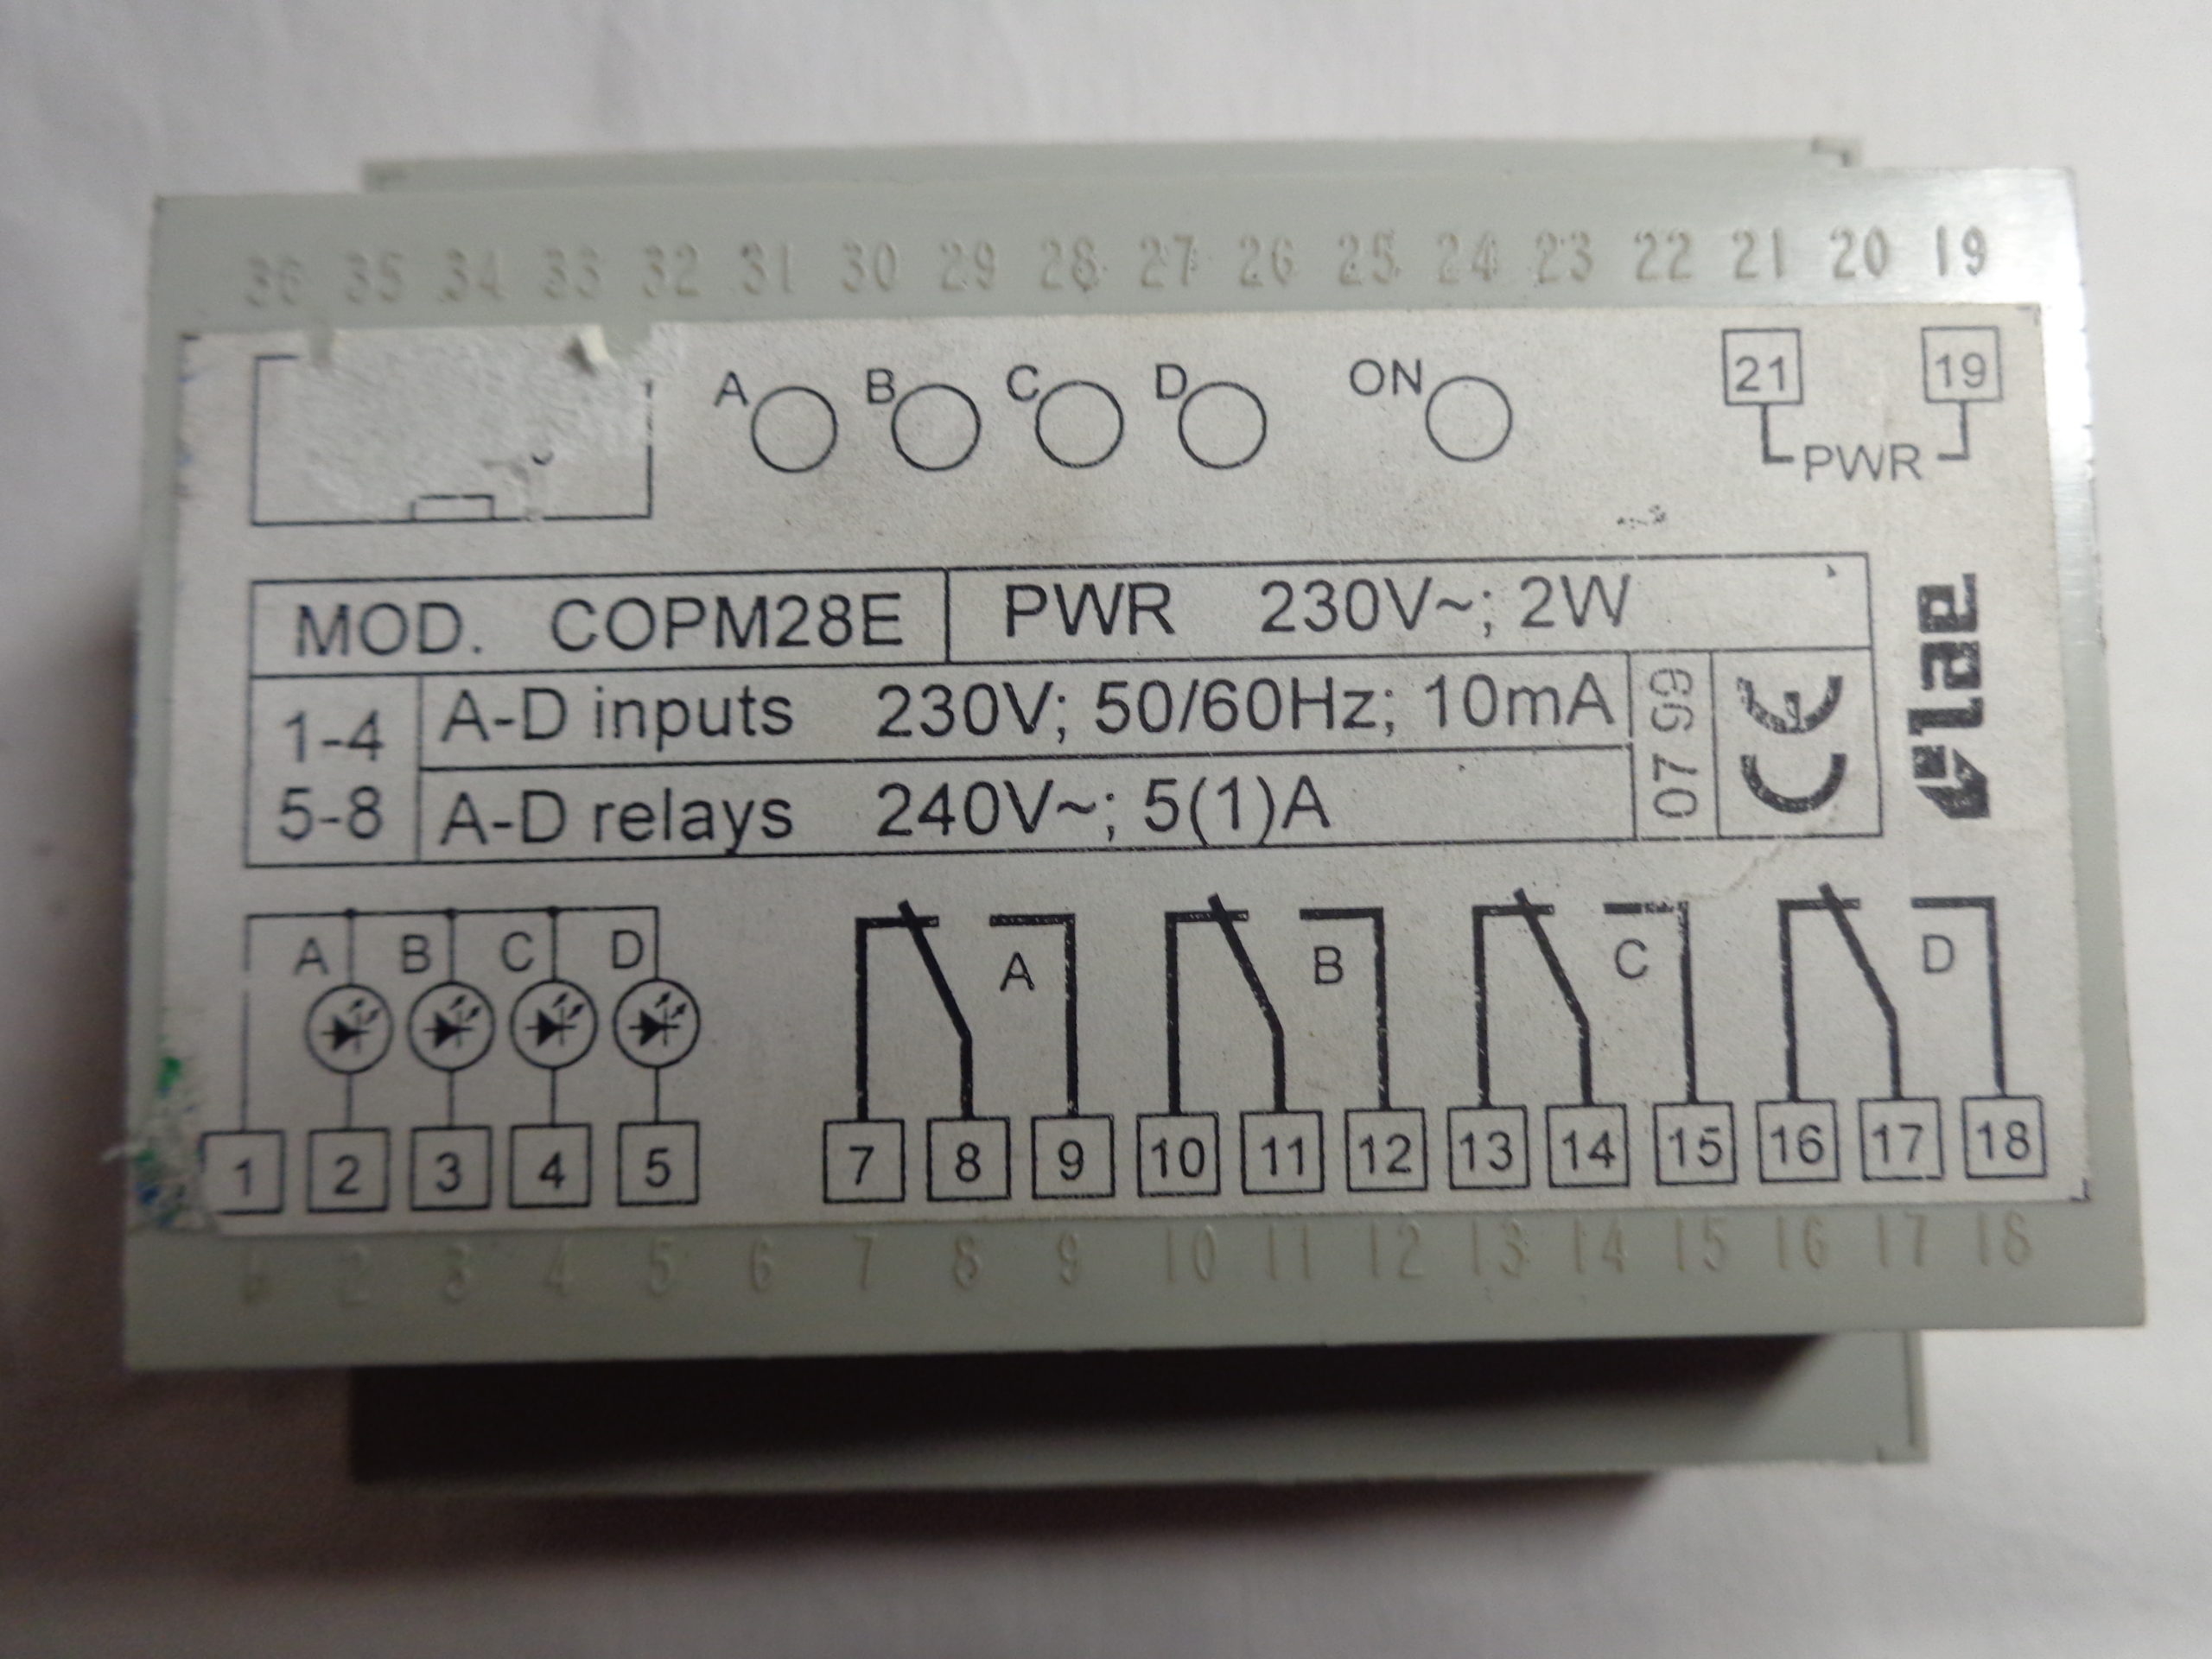 36 35 34 33 32 31 30 29 28 27 26 25 24 23 22 21 20 19
A B C D ON 21 19
PWR
MOD. COPM28E PWR 230V~; 2W
1-4 A-D inputs 230V; 50/60Hz; 10mA
5-8 A-D relays 240V~; 5(1)A
07 99
CE
lae
A B C D A B C D
1 2 3 4 5 7 8 9 10 11 12 13 14 15 16 17 18
1 2 3 4 5 6 7 8 9 10 11 12 13 14 15 16 17 18